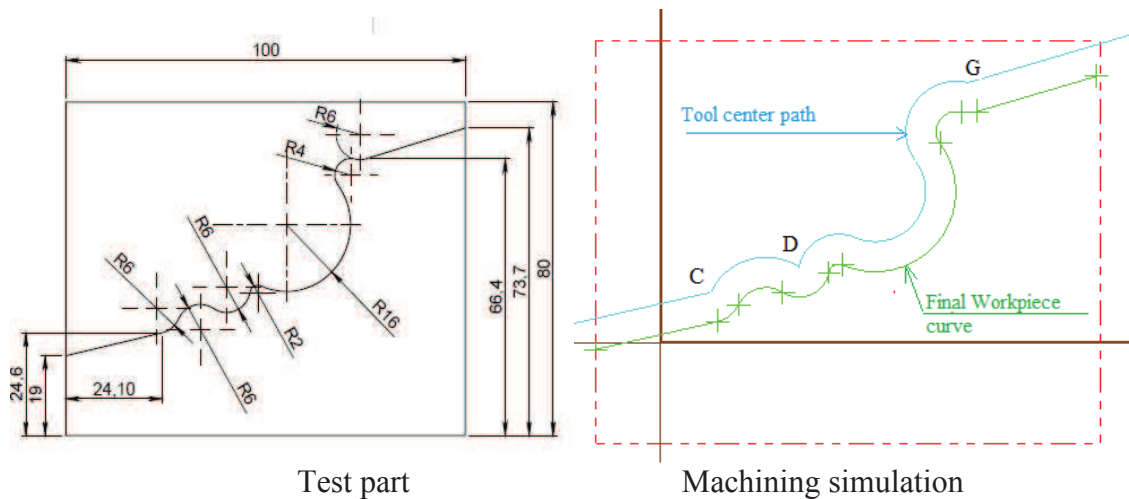 100
R6
R4
R6
R6
R16
R2
R6
24,10
24,6
19
66,4
73,7
80
Test part
G
Tool center path
D
C
Final Workpiece
curve
Machining simulation